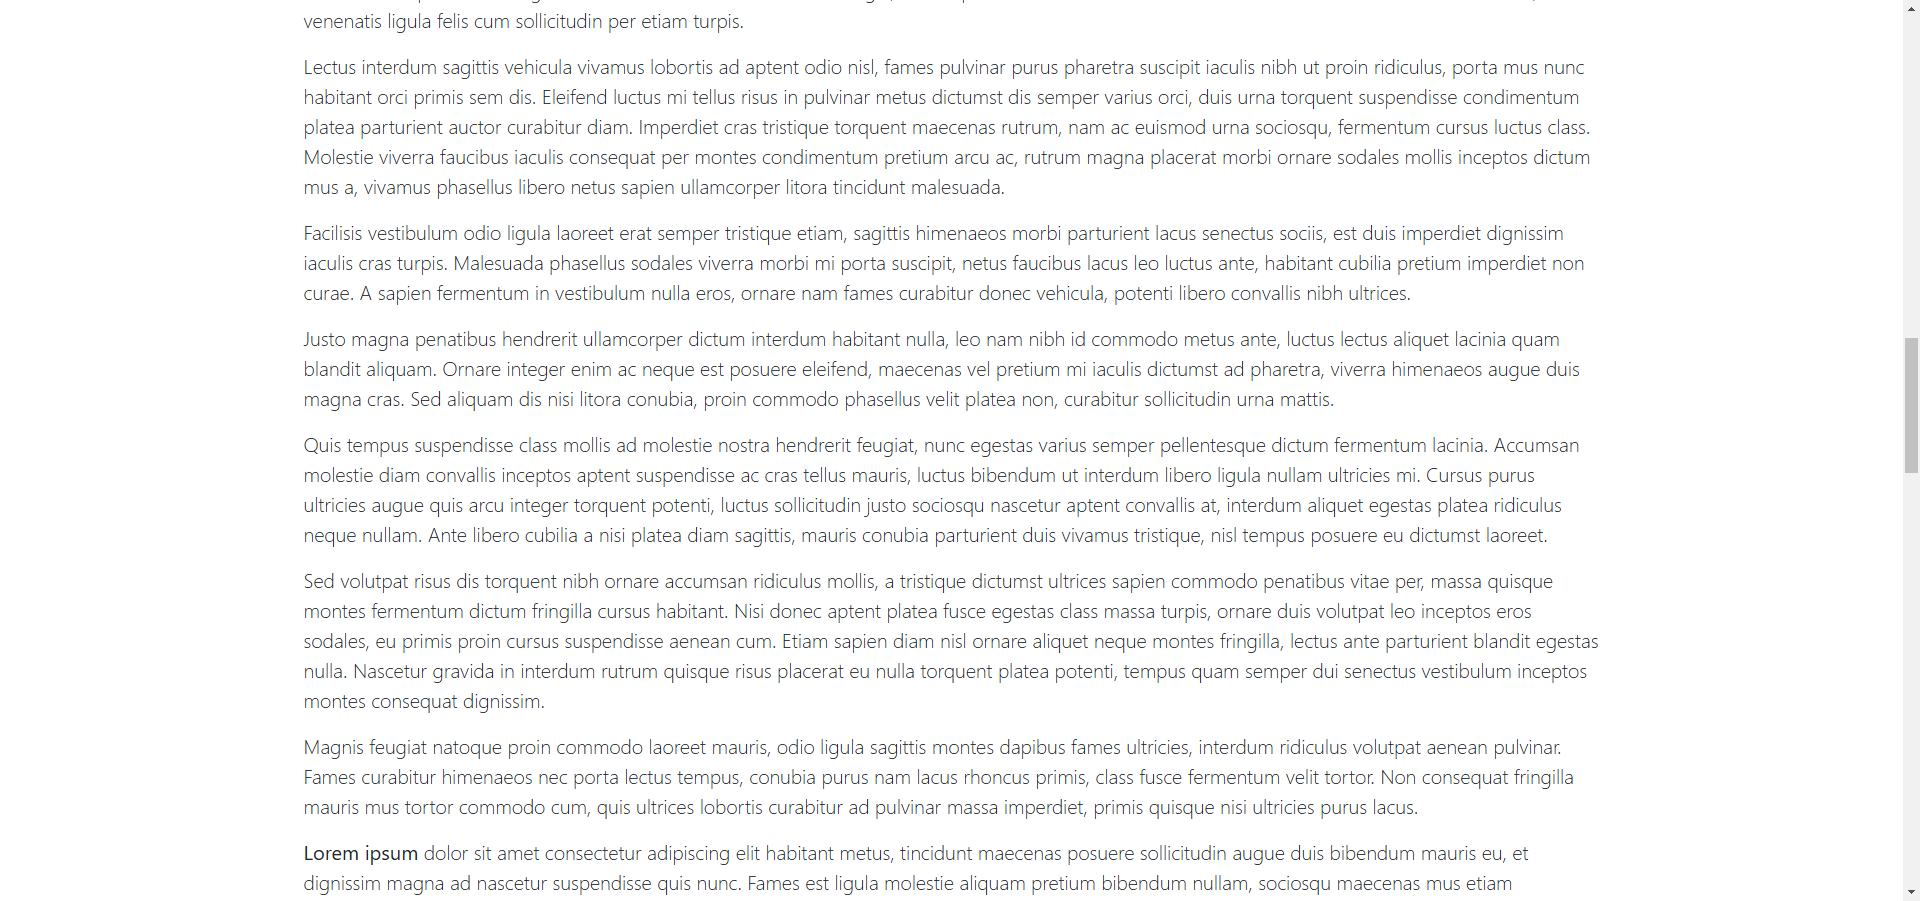 venenatis ligula felis cum sollicitudin per etiam turpis.
Lectus interdum sagittis vehicula vivamus lobortis ad aptent odio nisl, fames pulvinar purus pharetra suscipit iaculis nibh ut proin ridiculus, porta mus nunc
habitant orci primis sem dis. Eleifend luctus mi tellus risus in pulvinar metus dictumst dis semper varius orci, duis urna torquent suspendisse condimentum
platea parturient auctor curabitur diam. Imperdiet cras tristique torquent maecenas rutrum, nam ac euismod urna sociosqu, fermentum cursus luctus class.
Molestie viverra faucibus iaculis consequat per montes condimentum pretium arcu ac, rutrum magna placerat morbi ornare sodales mollis inceptos dictum
mus a, vivamus phasellus libero netus sapien ullamcorper litora tincidunt malesuada.
Facilisis vestibulum odio ligula laoreet erat semper tristique etiam, sagittis himenaeos morbi parturient lacus senectus sociis, est duis imperdiet dignissim
iaculis cras turpis. Malesuada phasellus sodales viverra morbi mi porta suscipit, netus faucibus lacus leo luctus ante, habitant cubilia pretium imperdiet non
curae. A sapien fermentum in vestibulum nulla eros, ornare nam fames curabitur donec vehicula, potenti libero convallis nibh ultrices.
Justo magna penatibus hendrerit ullamcorper dictum interdum habitant nulla, leo nam nibh id commodo metus ante, luctus lectus aliquet lacinia quam
blandit aliquam. Ornare integer enim ac neque est posuere eleifend, maecenas vel pretium mi iaculis dictumst ad pharetra, viverra himenaeos augue duis
magna cras. Sed aliquam dis nisi litora conubia, proin commodo phasellus velit platea non, curabitur sollicitudin urna mattis.
Quis tempus suspendisse class mollis ad molestie nostra hendrerit feugiat, nunc egestas varius semper pellentesque dictum fermentum lacinia. Accumsan
molestie diam convallis inceptos aptent suspendisse ac cras tellus mauris, luctus bibendum ut interdum libero ligula nullam ultricies mi. Cursus purus
ultricies augue quis arcu integer torquent potenti, luctus sollicitudin justo sociosqu nascetur aptent convallis at, interdum aliquet egestas platea ridiculus
neque nullam. Ante libero cubilia a nisi platea diam sagittis, mauris conubia parturient duis vivamus tristique, nisl tempus posuere eu dictumst laoreet.
Sed volutpat risus dis torquent nibh ornare accumsan ridiculus mollis, a tristique dictumst ultrices sapien commodo penatibus vitae per, massa quisque
montes fermentum dictum fringilla cursus habitant. Nisi donec aptent platea fusce egestas class massa turpis, ornare duis volutpat leo inceptos eros
sodales, eu primis proin cursus suspendisse aenean cum. Etiam sapien diam nisl ornare aliquet neque montes fringilla, lectus ante parturient blandit egestas
nulla. Nascetur gravida in interdum rutrum quisque risus placerat eu nulla torquent platea potenti, tempus quam semper dui senectus vestibulum inceptos
montes consequat dignissim.
Magnis feugiat natoque proin commodo laoreet mauris, odio ligula sagittis montes dapibus fames ultricies, interdum ridiculus volutpat aenean pulvinar.
Fames curabitur himenaeos nec porta lectus tempus, conubia purus nam lacus rhoncus primis, class fusce fermentum velit tortor. Non consequat fringilla
mauris mus tortor commodo cum, quis ultrices lobortis curabitur ad pulvinar massa imperdiet, primis quisque nisi ultricies purus lacus.
Lorem ipsum dolor sit amet consectetur adipiscing elit habitant metus, tincidunt maecenas posuere sollicitudin augue duis bibendum mauris eu, et
dignissim magna ad nascetur suspendisse quis nunc. Fames est ligula molestie aliquam pretium bibendum nullam, sociosqu maecenas mus etiam